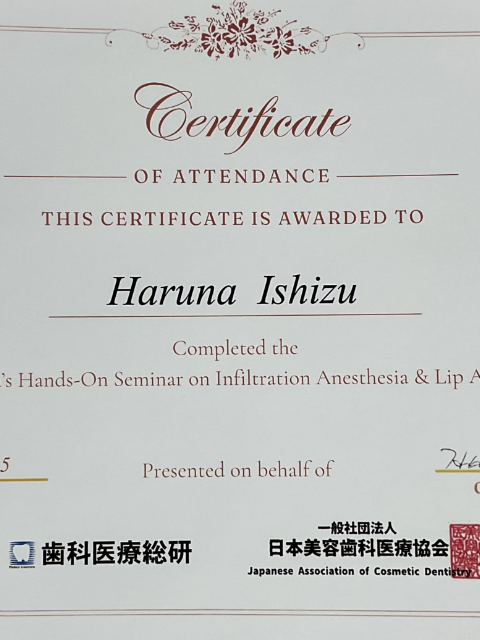 Certificate
OF ATTENDANCE
THIS CERTIFICATE IS AWARDED TO
Haruna Ishizu
Completed the
's Hands-On Seminar on Infiltration Anesthesia & Lip A
5
Presented on behalf of
歯科医療総研
一般社団法人
日本美容歯科医療協会
Japanese Association of Cosmetic Dentistry